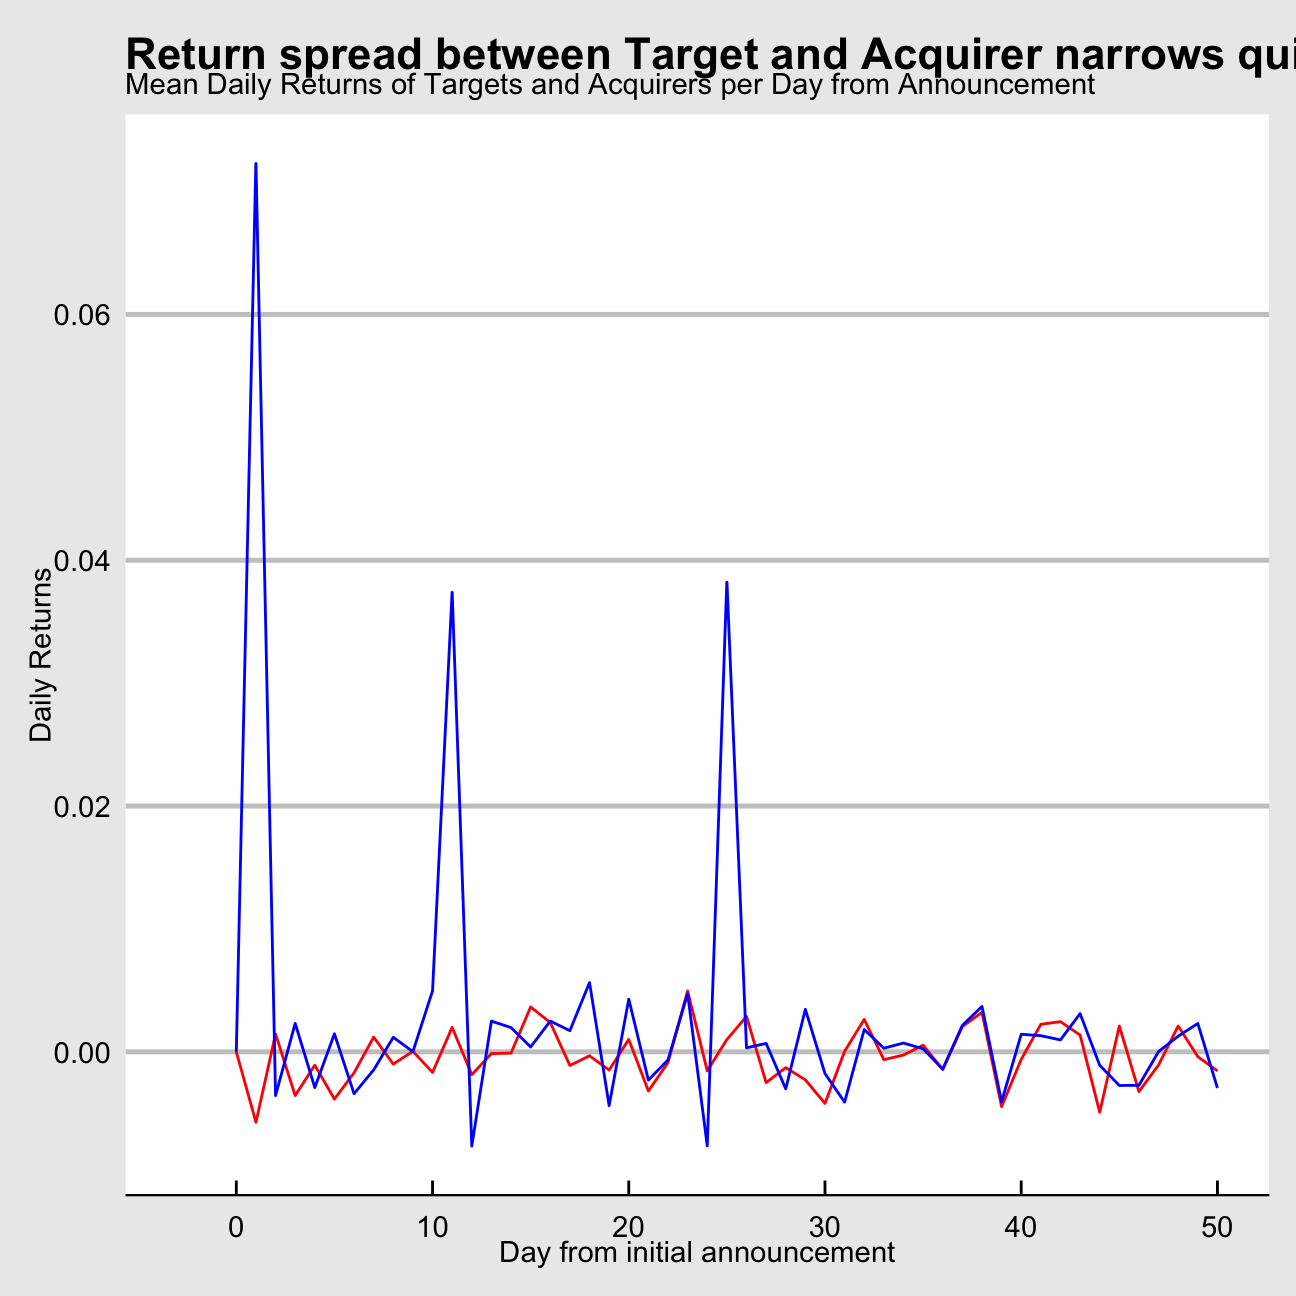 Return spread between Target and Acquirer narrows
Mean Daily Returns of Targets and Acquirers per Day from Announcement
0.06
0.04
0.02
0.00
Daily Returns
0 10 20 30 40 50
Day from initial announcement